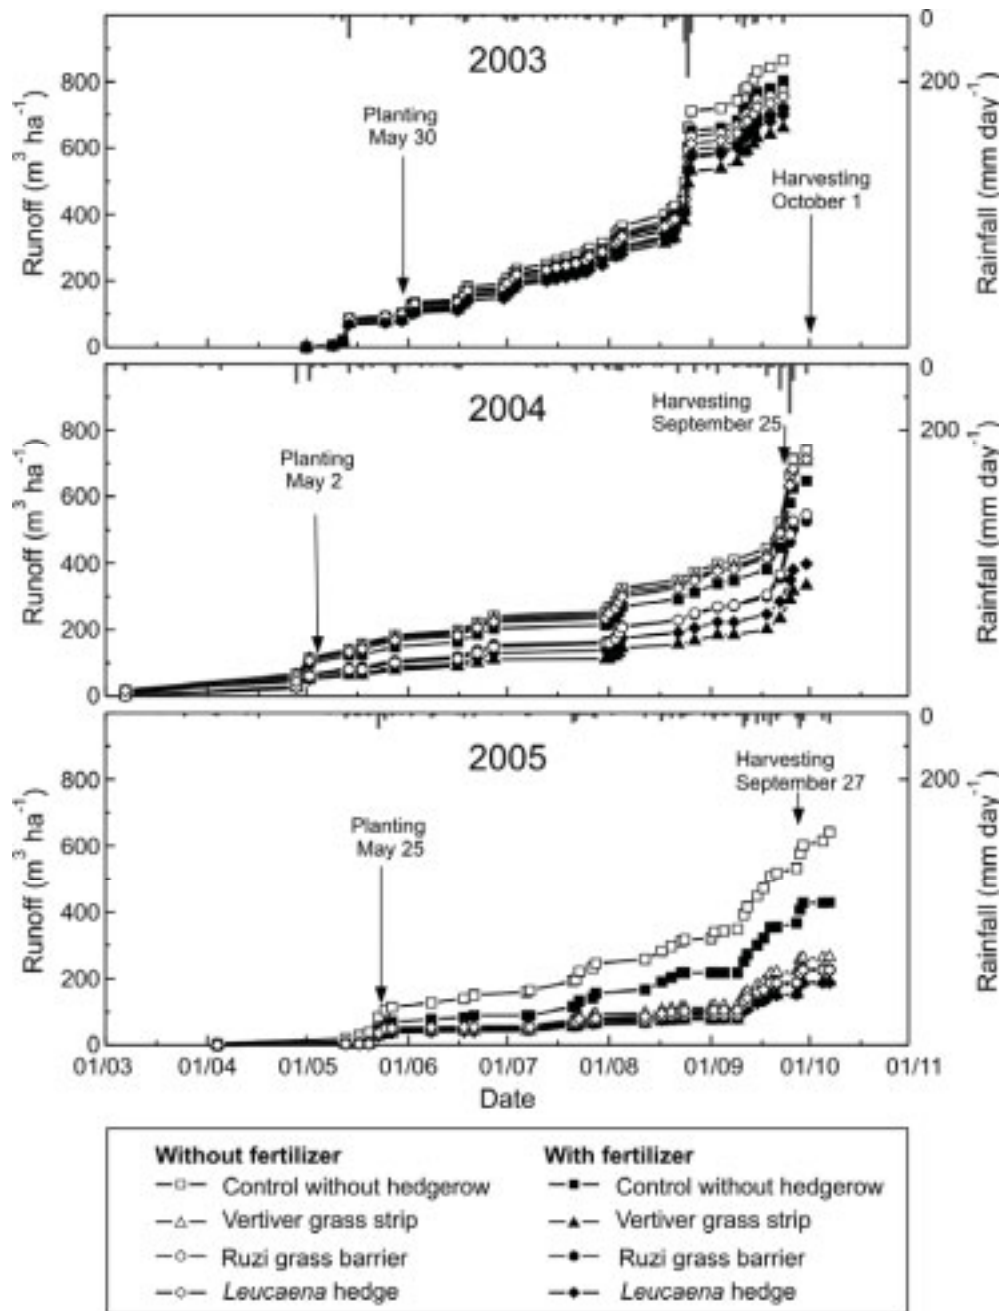 2003
Runoff (m³ ha⁻¹)
800
600
400
200
0
Planting
May 30
Harvesting
October 1
0
200
Rainfall (mm day⁻¹)
2004
Runoff (m³ ha⁻¹)
800
600
400
200
0
Planting
May 2
Harvesting
September 25
0
200
Rainfall (mm day⁻¹)
2005
Runoff (m³ ha⁻¹)
800
600
400
200
0
Planting
May 25
Harvesting
September 27
0
200
Rainfall (mm day⁻¹)
01/03 01/04 01/05 01/06 01/07 01/08 01/09 01/10 01/11
Date
Without fertilizer
Control without hedgerow
Vertiver grass strip
Ruzi grass barrier
Leucaena hedge
With fertilizer
Control without hedgerow
Vertiver grass strip
Ruzi grass barrier
Leucaena hedge